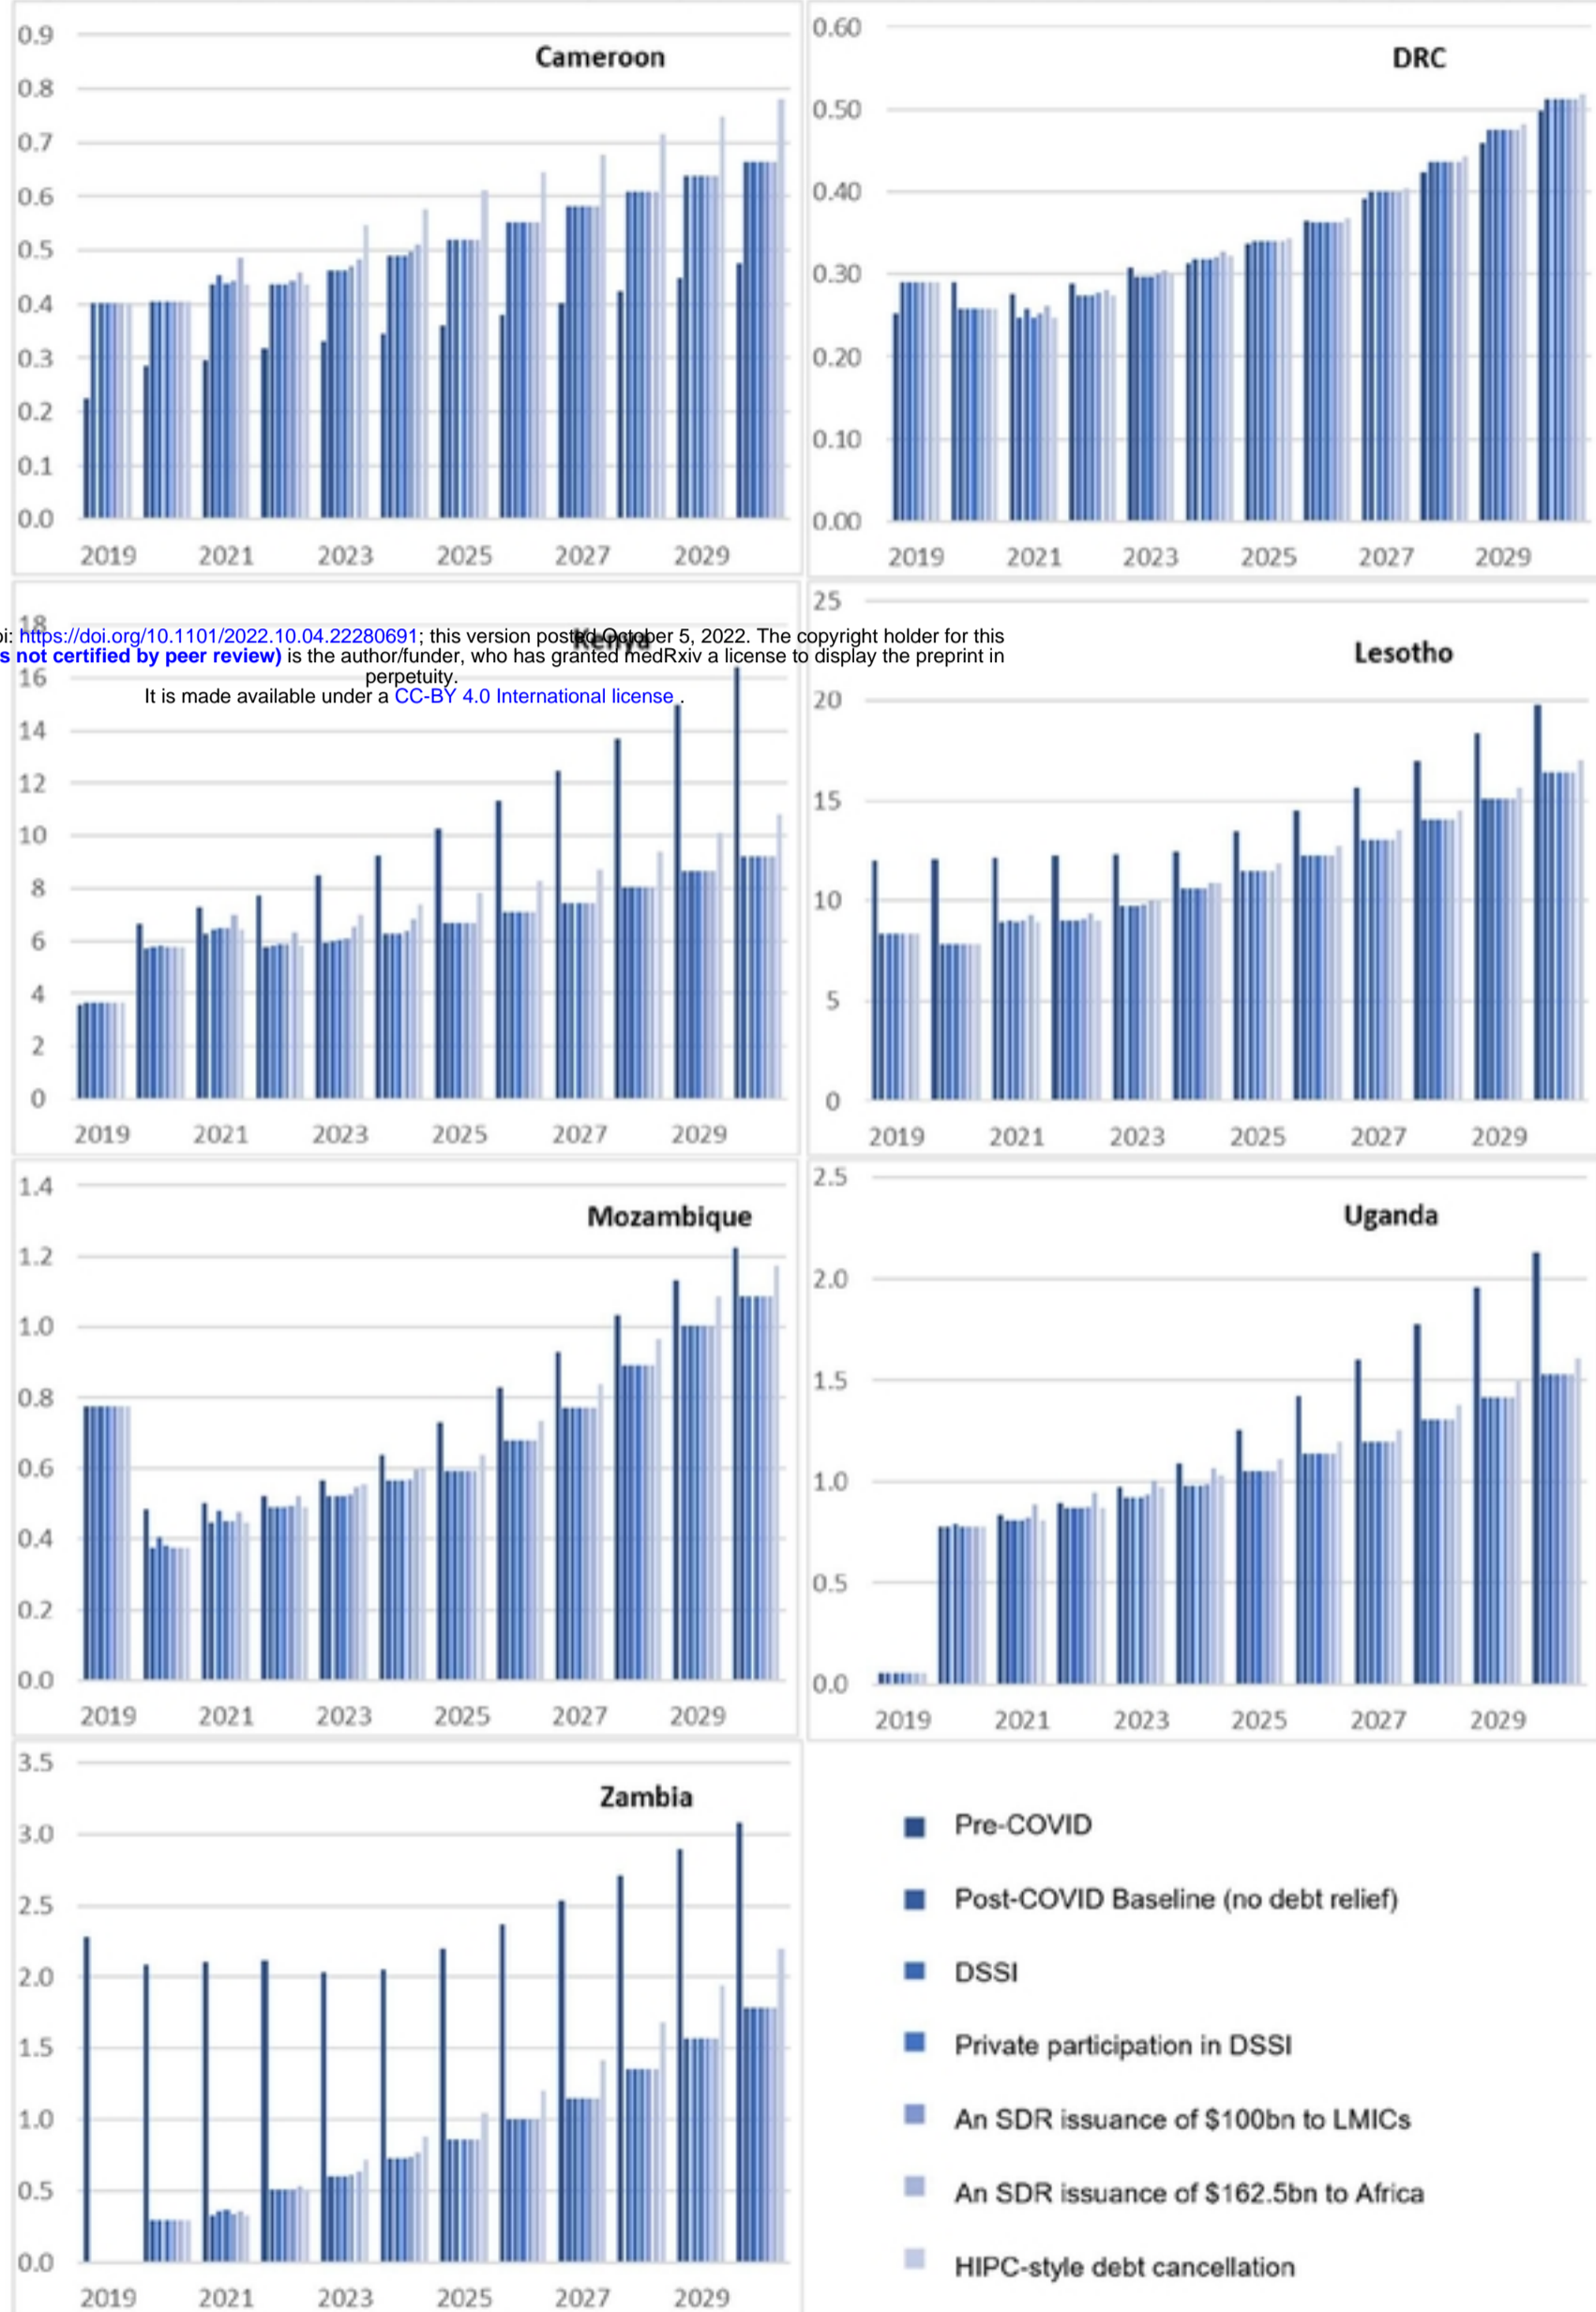 Cameroon
0.9
0.8
0.7
0.6
0.5
0.4
0.3
0.2
0.1
0.0
2019 2021 2023 2025 2027 2029
DRC
0.60
0.50
0.40
0.30
0.20
0.10
0.00
2019 2021 2023 2025 2027 2029
oi: https://doi.org/10.1101/2022.10.04.22280691; this version posted October 5, 2022. The copyright holder for this
s not certified by peer review) is the author/funder, who has granted medRxiv a license to display the preprint in
perpetuity.
It is made available under a CC-BY 4.0 International license .
Kenya
18
16
14
12
10
8
6
4
2
0
2019 2021 2023 2025 2027 2029
Lesotho
25
20
15
10
5
0
2019 2021 2023 2025 2027 2029
Mozambique
1.4
1.2
1.0
0.8
0.6
0.4
0.2
0.0
2019 2021 2023 2025 2027 2029
Uganda
2.5
2.0
1.5
1.0
0.5
0.0
2019 2021 2023 2025 2027 2029
Zambia
3.5
3.0
2.5
2.0
1.5
1.0
0.5
0.0
2019 2021 2023 2025 2027 2029
Pre-COVID
Post-COVID Baseline (no debt relief)
DSSI
Private participation in DSSI
An SDR issuance of $100bn to LMICs
An SDR issuance of $162.5bn to Africa
HIPC-style debt cancellation